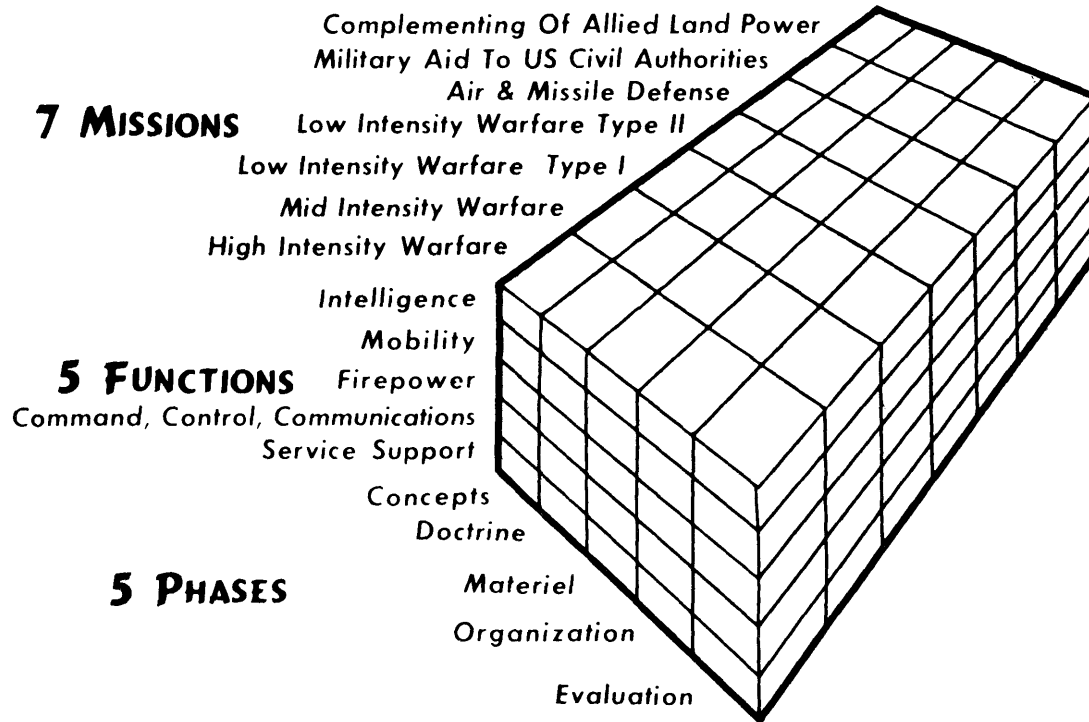 Complementing Of Allied Land Power
Military Aid To US Civil Authorities
Air & Missile Defense
7 MISSIONS
Low Intensity Warfare Type II
Low Intensity Warfare Type I
Mid Intensity Warfare
High Intensity Warfare
Intelligence
Mobility
5 FUNCTIONS
Firepower
Command, Control, Communications
Service Support
Concepts
Doctrine
5 PHASES
Materiel
Organization
Evaluation